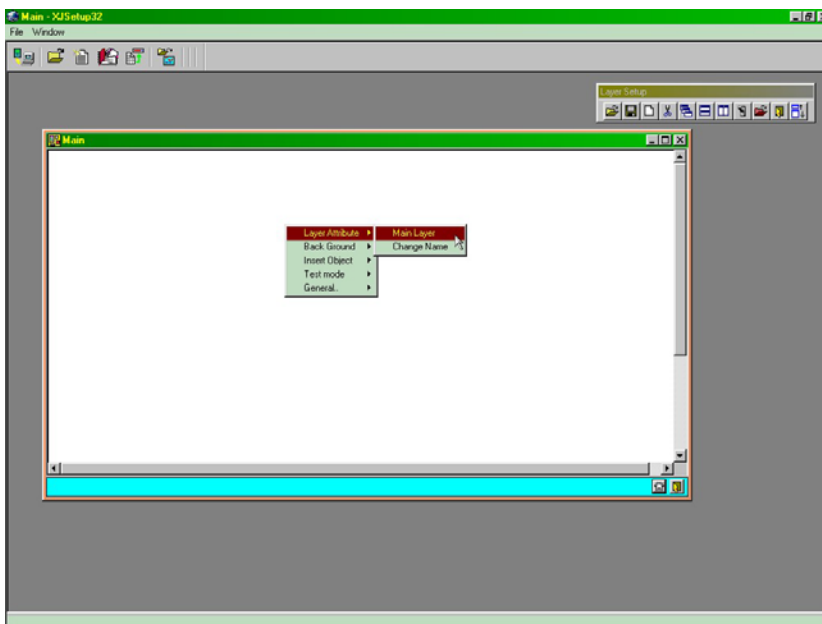 Main - XJSetup32
File Window
Layer Setup
Main
Layer Attribute
Main Layer
Back Ground
Change Name
Insert Object
Test mode
General..